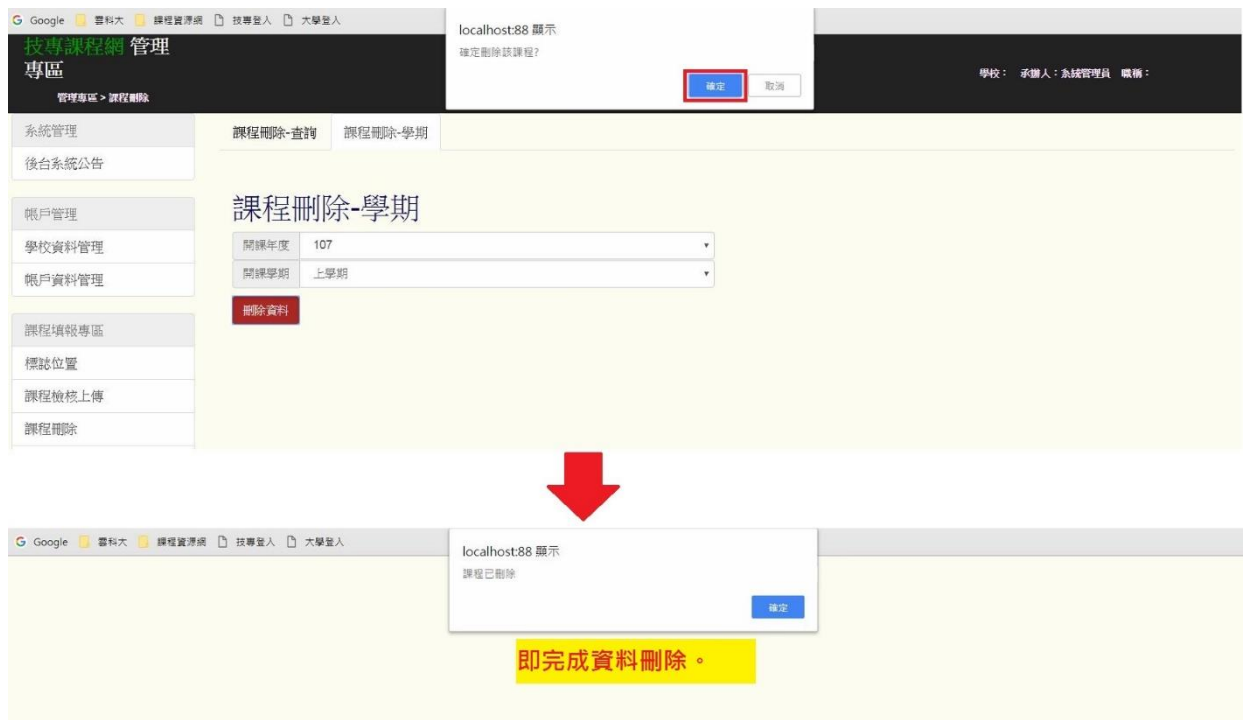 Google 雲科大 課程資源網 技專登入 大學登入
localhost:88 顯示
確定刪除該課程?
確定 取消
技專課程網 管理
專區
管理專區 > 課程刪除
學校： 承辦人：系統管理員 職稱：
系統管理
後台系統公告
帳戶管理
學校資料管理
帳戶資料管理
課程填報專區
標誌位置
課程檢核上傳
課程刪除
課程刪除-查詢 課程刪除-學期
課程刪除-學期
開課年度 107
開課學期 上學期
刪除資料
Google 雲科大 課程資源網 技專登入 大學登入
localhost:88 顯示
課程已刪除
確定
即完成資料刪除。